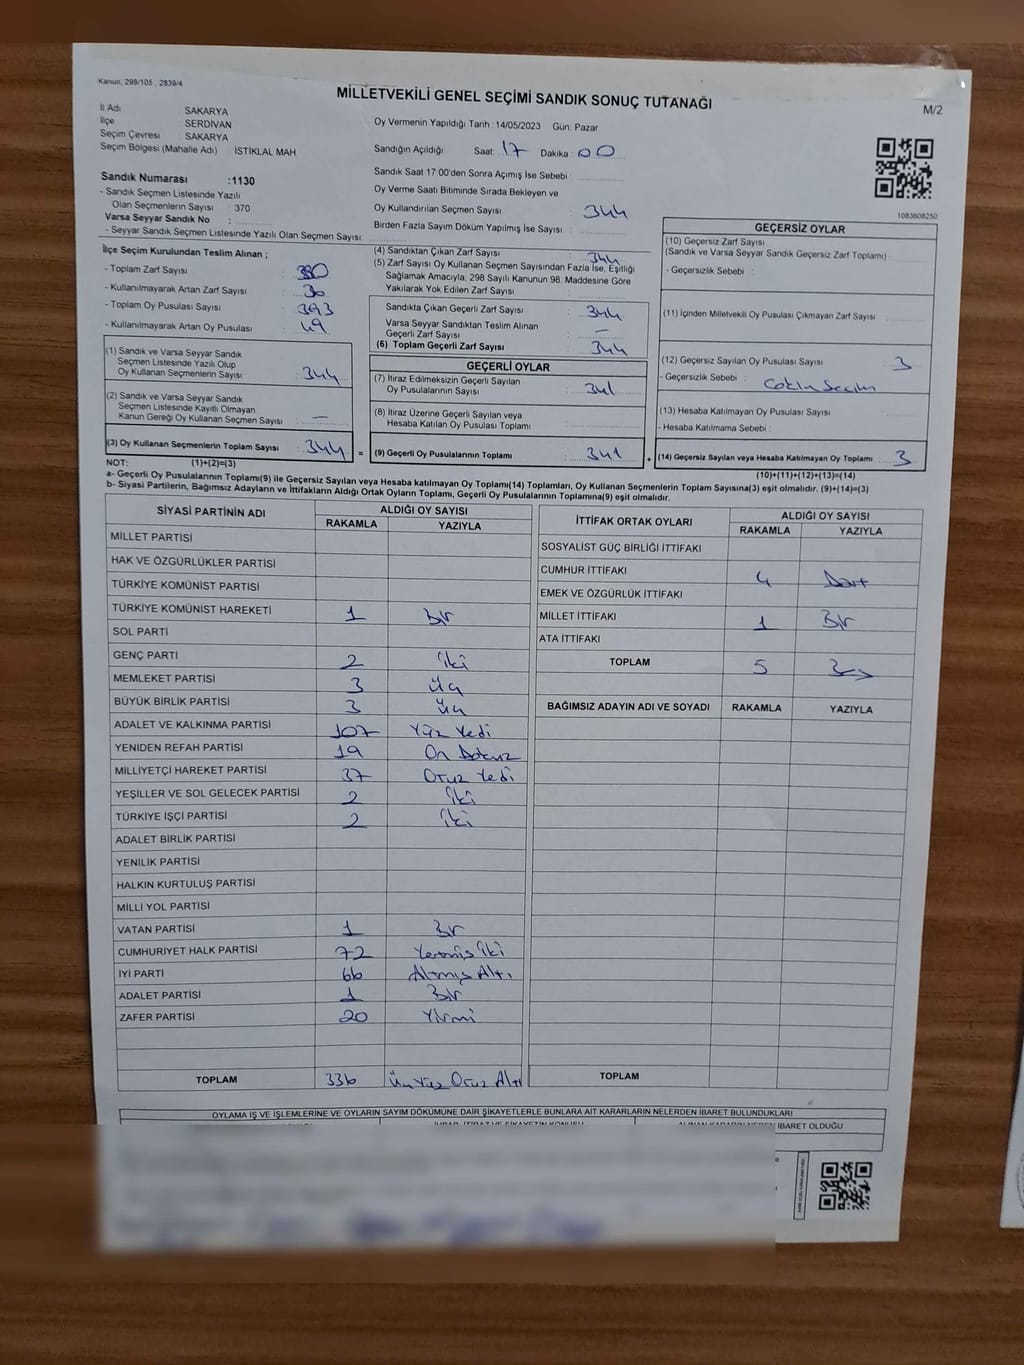 Kanun, 298/105 , 2839/4
MİLLETVEKİLİ GENEL SEÇİMİ SANDIK SONUÇ TUTANAĞI
M/2
İl Adı SAKARYA
İlçe SERDİVAN
Seçim Çevresi SAKARYA
Seçim Bölgesi (Mahalle Adı) İSTİKLAL MAH
Oy Vermenin Yapıldığı Tarih :14/05/2023 Gün: Pazar
Sandığın Açıldığı Saat 17 Dakika 00
Sandık Saat 17:00'den Sonra Açımış İse Sebebi
Oy Verme Saati Bitiminde Sırada Bekleyen ve
Oy Kullandırılan Seçmen Sayısı : 344
Birden Fazla Sayım Döküm Yapılmış İse Sayısı :
1083608250
Sandık Numarası :1130
- Sandık Seçmen Listesinde Yazılı
Olan Seçmenlerin Sayısı : 370
Varsa Seyyar Sandık No :
- Seyyar Sandık Seçmen Listesinde Yazılı Olan Seçmen Sayısı
İlçe Seçim Kurulundan Teslim Alınan ;
- Toplam Zarf Sayısı : 380
- Kullanılmayarak Artan Zarf Sayısı : 36
- Toplam Oy Pusulası Sayısı : 393
- Kullanılmayarak Artan Oy Pusulası : 49
(1) Sandık ve Varsa Seyyar Sandık
Seçmen Listesinde Yazılı Olup
Oy Kullanan Seçmenlerin Sayısı : 344
(2) Sandık ve Varsa Seyyar Sandık
Seçmen Listesinde Kayıtlı Olmayan
Kanun Gereği Oy Kullanan Seçmen Sayısı : —
(3) Oy Kullanan Seçmenlerin Toplam Sayısı : 344 =
(4) Sandıktan Çıkan Zarf Sayısı : 344
(5) Zarf Sayısı Oy Kullanan Seçmen Sayısından Fazla İse, Eşitliği
Sağlamak Amacıyla, 298 Sayılı Kanunun 98. Maddesine Göre
Yakılarak Yok Edilen Zarf Sayısı :
Sandıkta Çıkan Geçerli Zarf Sayısı : 344
Varsa Seyyar Sandıktan Teslim Alınan
Geçerli Zarf Sayısı : —
(6) Toplam Geçerli Zarf Sayısı : 344
GEÇERLİ OYLAR
(7) İtiraz Edilmeksizin Geçerli Sayılan
Oy Pusulalarının Sayısı : 341
(8) İtiraz Üzerine Geçerli Sayılan veya
Hesaba Katılan Oy Pusulası Toplamı :
(9) Geçerli Oy Pusulalarının Toplamı : 341 +
GEÇERSİZ OYLAR
(10) Geçersiz Zarf Sayısı
(Sandık ve Varsa Seyyar Sandık Geçersiz Zarf Toplamı) :
- Geçersizlik Sebebi :
(11) İçinden Milletvekili Oy Pusulası Çıkmayan Zarf Sayısı :
(12) Geçersiz Sayılan Oy Pusulası Sayısı : 3
- Geçersizlik Sebebi :
(13) Hesaba Katılmayan Oy Pusulası Sayısı :
- Hesaba Katılmama Sebebi :
(14) Geçersiz Sayılan veya Hesaba Katılmayan Oy Toplamı : 3
NOT: (1)+(2)=(3)
(10)+(11)+(12)+(13)=(14)
a- Geçerli Oy Pusulalarının Toplamı(9) ile Geçersiz Sayılan veya Hesaba katılmayan Oy Toplamı(14) Toplamları, Oy Kullanan Seçmenlerin Toplam Sayısına(3) eşit olmalıdır. (9)+(14)=(3)
b- Siyasi Partilerin, Bağımsız Adayların ve İttifakların Aldığı Ortak Oyların Toplamı, Geçerli Oy Pusulalarının Toplamına(9) eşit olmalıdır.
SİYASİ PARTİNİN ADI ALDIĞI OY SAYISI
RAKAMLA YAZIYLA
MİLLET PARTİSİ
HAK VE ÖZGÜRLÜKLER PARTİSİ
TÜRKİYE KOMÜNİST PARTİSİ
TÜRKİYE KOMÜNİST HAREKETİ 1 Bir
SOL PARTİ
GENÇ PARTİ 2 iki
MEMLEKET PARTİSİ 3 Üç
BÜYÜK BİRLİK PARTİSİ 3 Üç
ADALET VE KALKINMA PARTİSİ 107 Yüz Yedi
YENİDEN REFAH PARTİSİ 19 On Dokuz
MİLLİYETÇİ HAREKET PARTİSİ 37 Otuz Yedi
YEŞİLLER VE SOL GELECEK PARTİSİ 2 iki
TÜRKİYE İŞÇİ PARTİSİ 2 iki
ADALET BİRLİK PARTİSİ
YENİLİK PARTİSİ
HALKIN KURTULUŞ PARTİSİ
MİLLİ YOL PARTİSİ
VATAN PARTİSİ 1 Bir
CUMHURİYET HALK PARTİSİ 72 Yetmiş iki
İYİ PARTİ 66 Altmış Altı
ADALET PARTİSİ 1 Bir
ZAFER PARTİSİ 20 Yirmi
TOPLAM 336 Üç Yüz Otuz Altı
İTTİFAK ORTAK OYLARI ALDIĞI OY SAYISI
RAKAMLA YAZIYLA
SOSYALİST GÜÇ BİRLİĞİ İTTİFAKI
CUMHUR İTTİFAKI 4 Dört
EMEK VE ÖZGÜRLÜK İTTİFAKI
MİLLET İTTİFAKI 1 Bir
ATA İTTİFAKI
TOPLAM 5 Beş
BAĞIMSIZ ADAYIN ADI VE SOYADI RAKAMLA YAZIYLA
TOPLAM
OYLAMA İŞ VE İŞLEMLERİNE VE OYLARIN SAYIM DÖKÜMÜNE DAİR ŞİKAYETLERLE BUNLARA AİT KARARLARIN NELERDEN İBARET BULUNDUKLARI
İBARET OLDUĞU